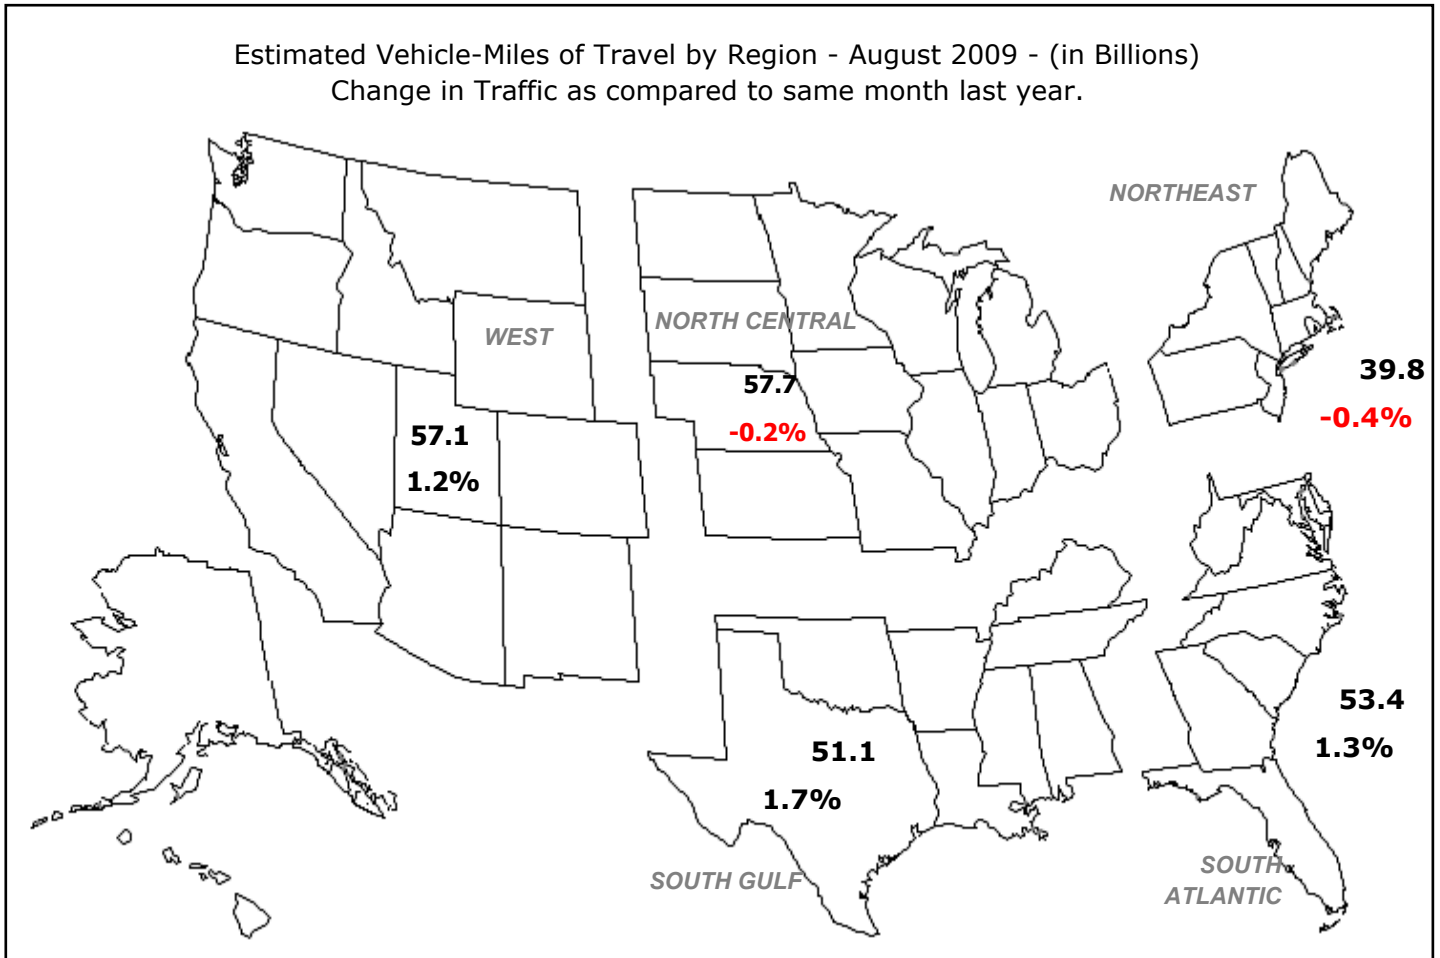 Estimated Vehicle-Miles of Travel by Region - August 2009 - (in Billions)
Change in Traffic as compared to same month last year.
NORTHEAST
39.8
-0.4%
WEST
57.1
1.2%
NORTH CENTRAL
57.7
-0.2%
53.4
1.3%
SOUTH
ATLANTIC
51.1
1.7%
SOUTH GULF